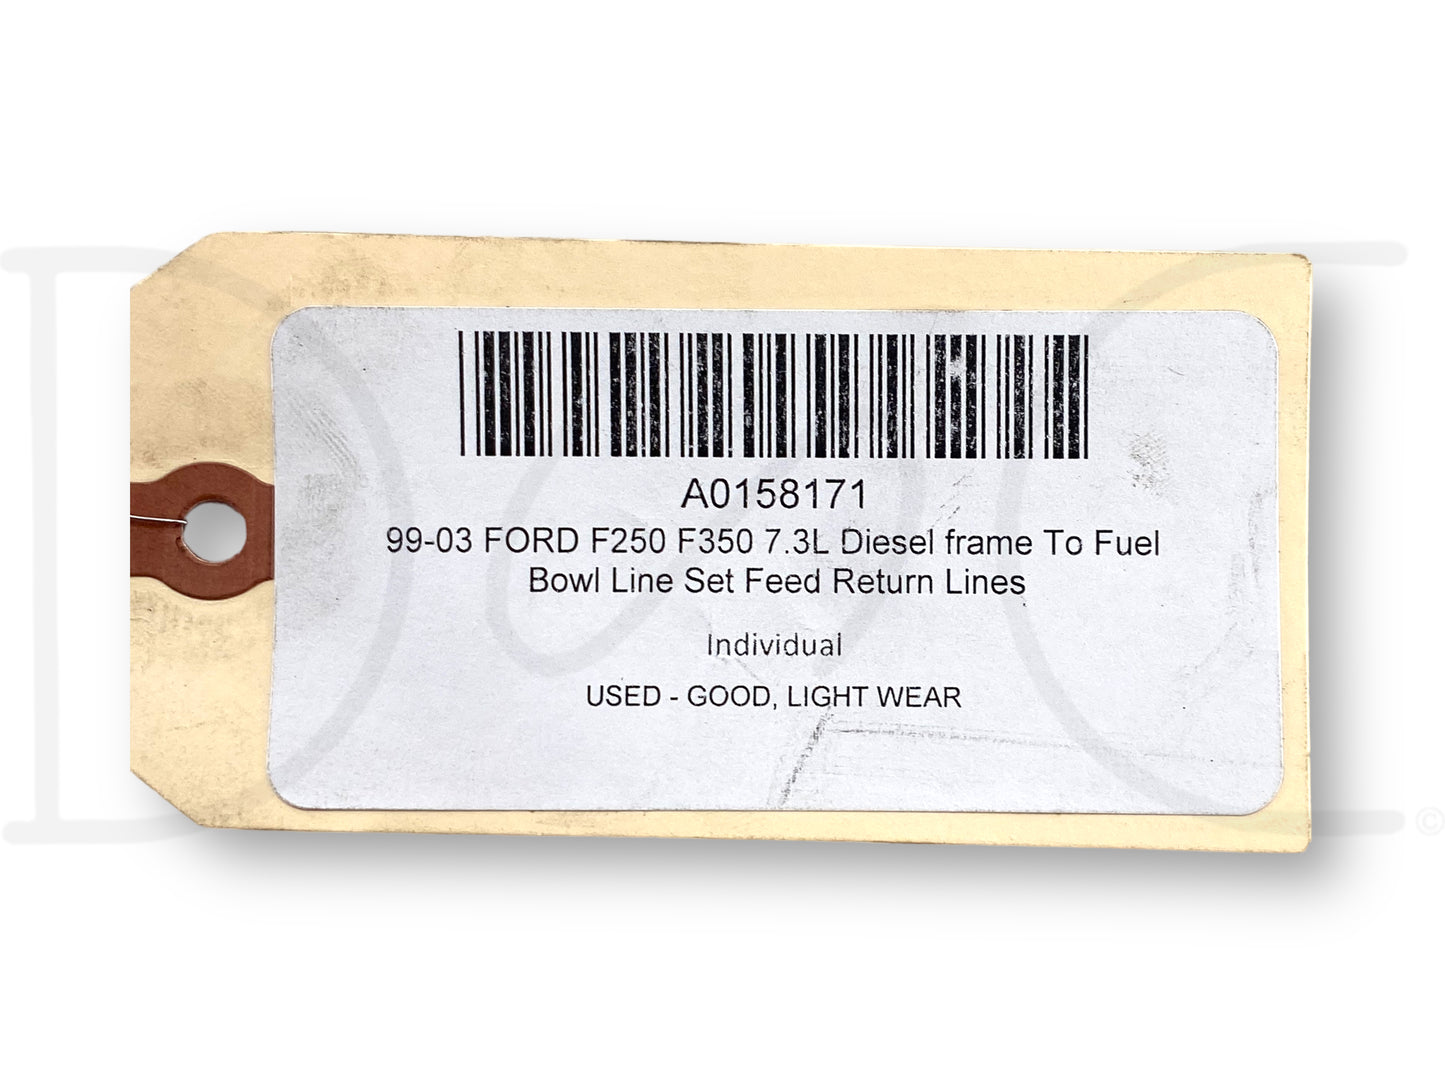 A0158171
99-03 FORD F250 F350 7.3L Diesel frame To Fuel
Bowl Line Set Feed Return Lines
Individual
USED - GOOD, LIGHT WEAR
©